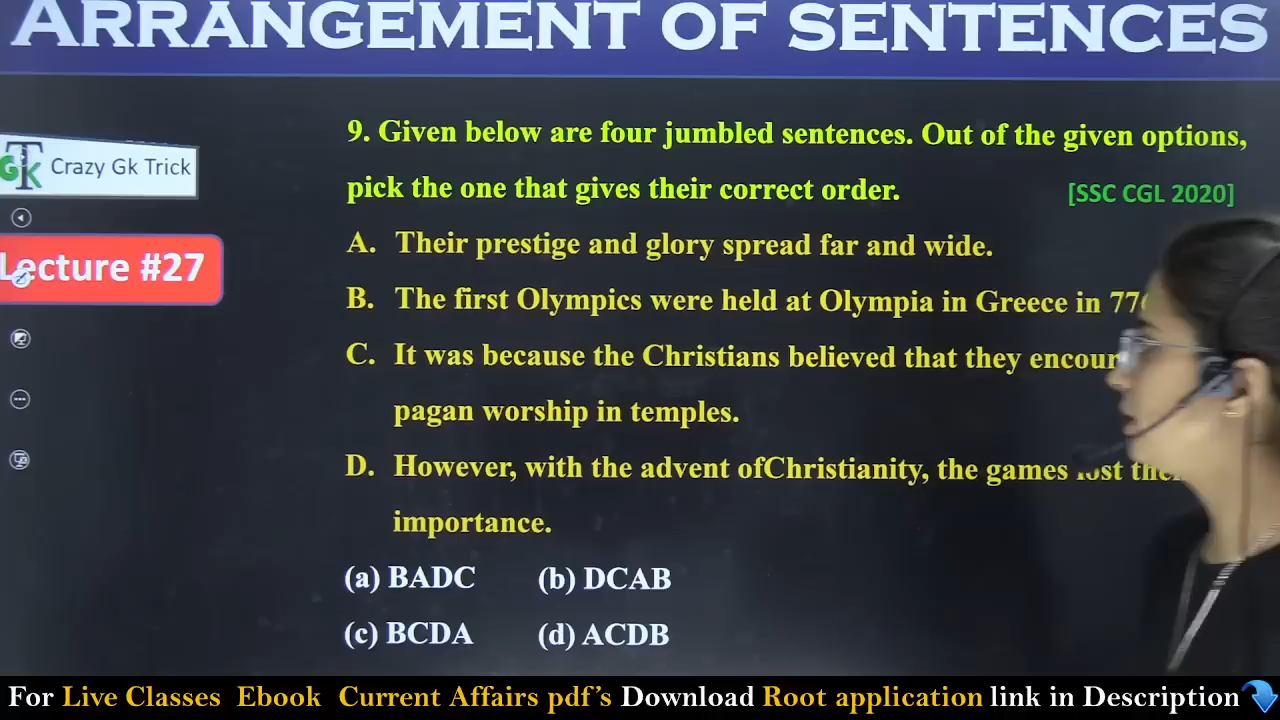 ARRANGEMENT OF SENTENCES
GK Crazy Gk Trick
Lecture #27
9. Given below are four jumbled sentences. Out of the given options,
pick the one that gives their correct order. [SSC CGL 2020]
A. Their prestige and glory spread far and wide.
B. The first Olympics were held at Olympia in Greece in
C. It was because the Christians believed that they
pagan worship in temples.
D. However, with the advent ofChristianity, the games lost
importance.
(a) BADC (b) DCAB
(c) BCDA (d) ACDB
For Live Classes Ebook Current Affairs pdf's Download Root application link in Description